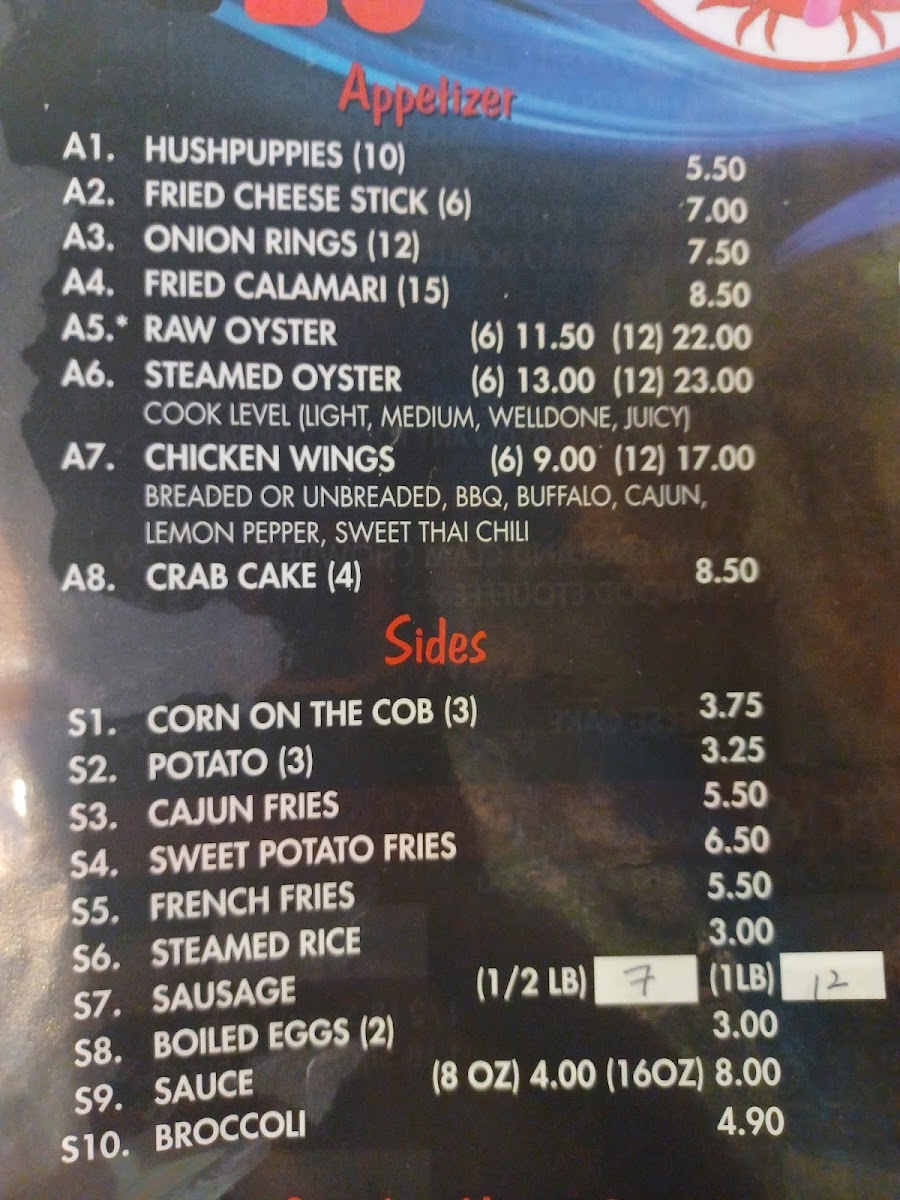 Appetizer
A1. HUSHPUPPIES (10) 5.50
A2. FRIED CHEESE STICK (6) 7.00
A3. ONION RINGS (12) 7.50
A4. FRIED CALAMARI (15) 8.50
A5.* RAW OYSTER (6) 11.50 (12) 22.00
A6. STEAMED OYSTER (6) 13.00 (12) 23.00
COOK LEVEL (LIGHT, MEDIUM, WELLDONE, JUICY)
A7. CHICKEN WINGS (6) 9.00 (12) 17.00
BREADED OR UNBREADED, BBQ, BUFFALO, CAJUN,
LEMON PEPPER, SWEET THAI CHILI
A8. CRAB CAKE (4) 8.50
Sides
S1. CORN ON THE COB (3) 3.75
S2. POTATO (3) 3.25
S3. CAJUN FRIES 5.50
S4. SWEET POTATO FRIES 6.50
S5. FRENCH FRIES 5.50
S6. STEAMED RICE 3.00
S7. SAUSAGE (1/2 LB) 7 (1LB) 12
S8. BOILED EGGS (2) 3.00
S9. SAUCE (8 OZ) 4.00 (16OZ) 8.00
S10. BROCCOLI 4.90